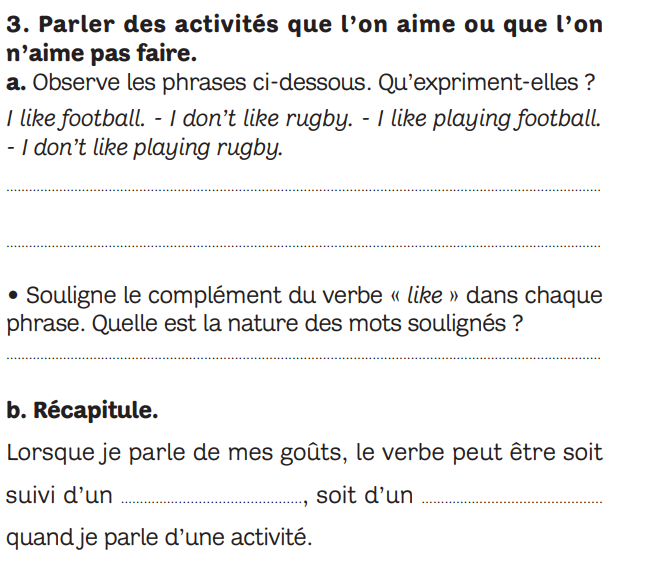 3. Parler des activités que l’on aime ou que l’on
n’aime pas faire.
a. Observe les phrases ci-dessous. Qu’expriment-elles ?
I like football. - I don’t like rugby. - I like playing football.
- I don’t like playing rugby.
• Souligne le complément du verbe « like » dans chaque
phrase. Quelle est la nature des mots soulignés ?
b. Récapitule.
Lorsque je parle de mes goûts, le verbe peut être soit
suivi d’un ........................................, soit d’un ........................................
quand je parle d’une activité.